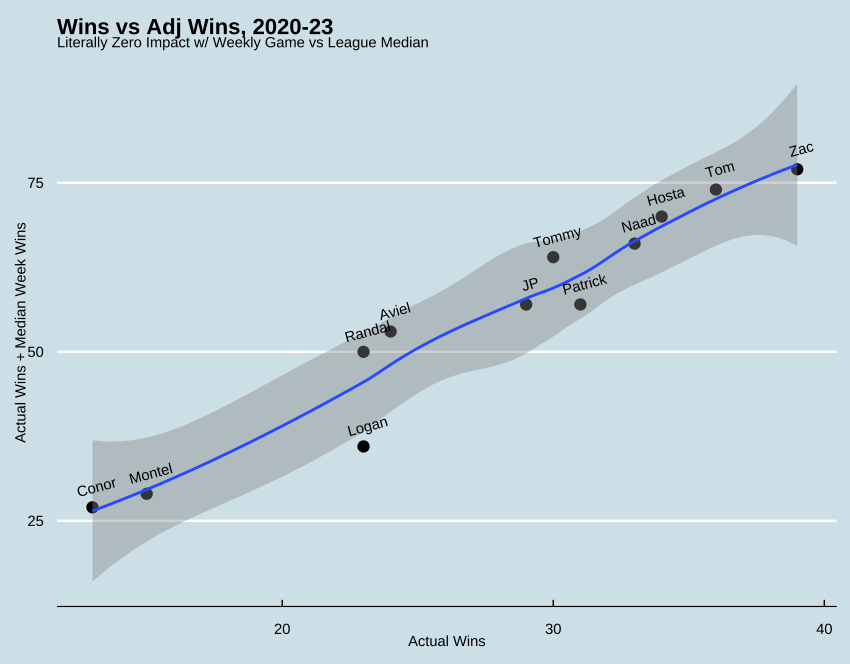 Wins vs Adj Wins, 2020-23
Literally Zero Impact w/ Weekly Game vs League Median
Actual Wins + Median Week Wins
75
50
25
Zac
Tom
Hosta
Naad
Tommy
JP
Patrick
Aviel
Randal
Logan
Montel
Conor
20
30
40
Actual Wins